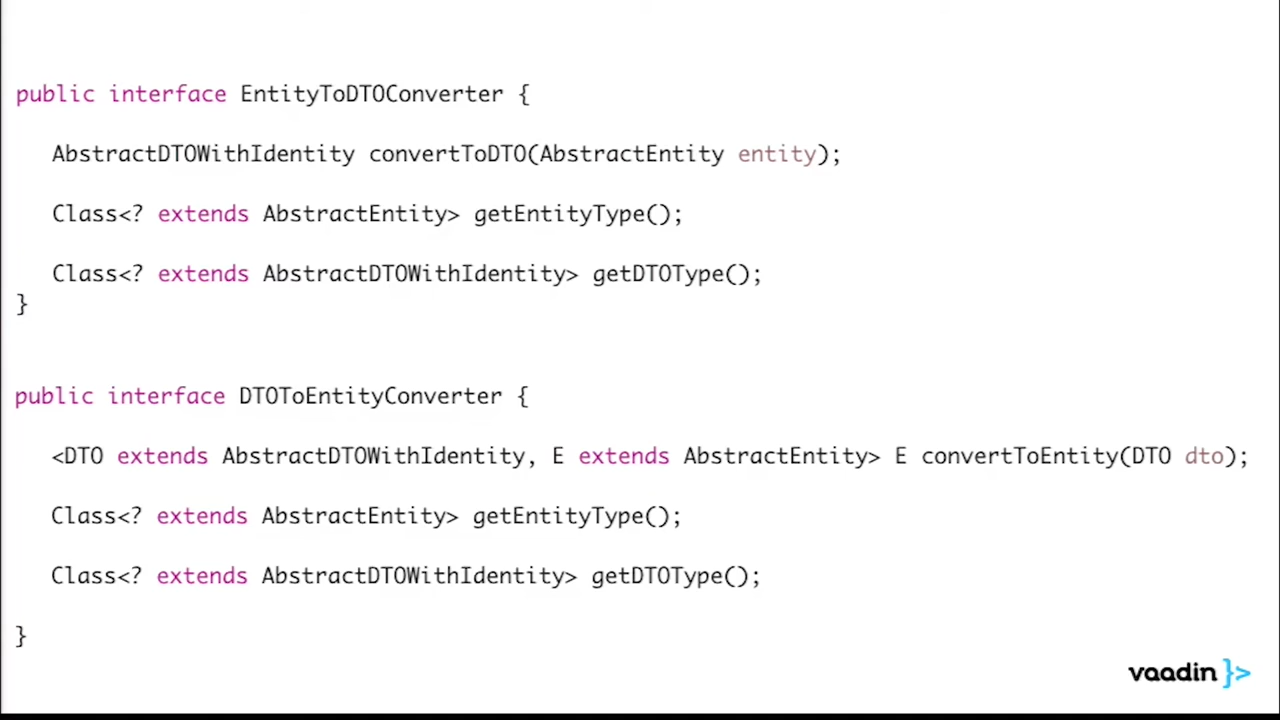 public interface EntityToDTOConverter {
AbstractDTOWithIdentity convertToDTO(AbstractEntity entity);
Class<? extends AbstractEntity> getEntityType();
Class<? extends AbstractDTOWithIdentity> getDTOType();
}
public interface DTOToEntityConverter {
<DTO extends AbstractDTOWithIdentity, E extends AbstractEntity> E convertToEntity(DTO dto);
Class<? extends AbstractEntity> getEntityType();
Class<? extends AbstractDTOWithIdentity> getDTOType();
}
vaadin }>